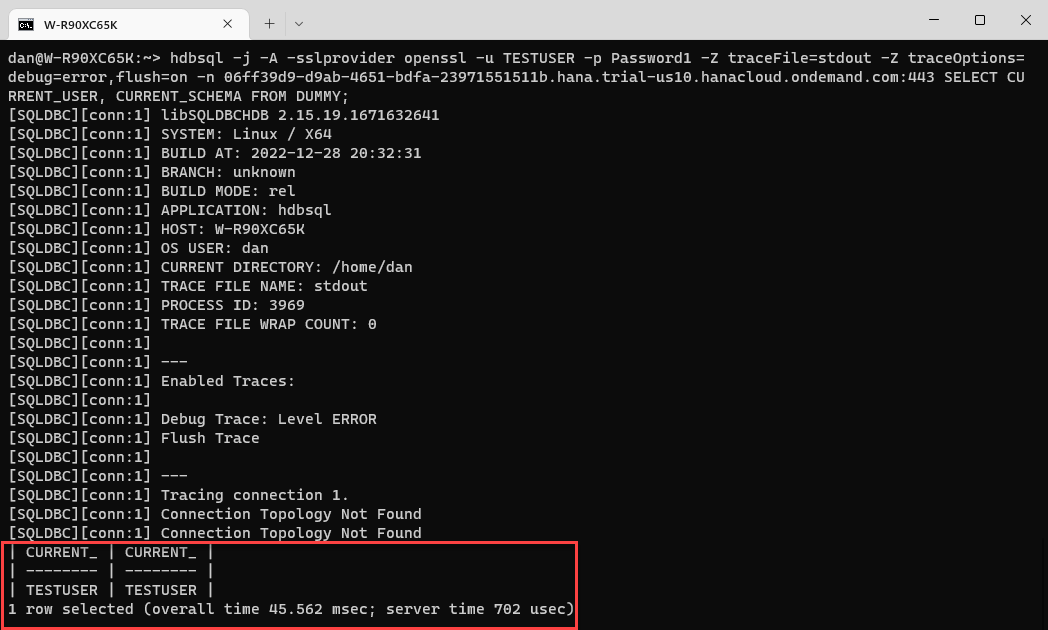 W-R90XC65K
dan@W-R90XC65K:~> hdbsql -j -A -sslprovider openssl -u TESTUSER -p Password1 -Z traceFile=stdout -Z traceOptions=
debug=error,flush=on -n 06ff39d9-d9ab-4651-bdfa-23971551511b.hana.trial-us10.hanacloud.ondemand.com:443 SELECT CU
RRENT_USER, CURRENT_SCHEMA FROM DUMMY;
[SQLDBC][conn:1] libSQLDBCHDB 2.15.19.1671632641
[SQLDBC][conn:1] SYSTEM: Linux / X64
[SQLDBC][conn:1] BUILD AT: 2022-12-28 20:32:31
[SQLDBC][conn:1] BRANCH: unknown
[SQLDBC][conn:1] BUILD MODE: rel
[SQLDBC][conn:1] APPLICATION: hdbsql
[SQLDBC][conn:1] HOST: W-R90XC65K
[SQLDBC][conn:1] OS USER: dan
[SQLDBC][conn:1] CURRENT DIRECTORY: /home/dan
[SQLDBC][conn:1] TRACE FILE NAME: stdout
[SQLDBC][conn:1] PROCESS ID: 3969
[SQLDBC][conn:1] TRACE FILE WRAP COUNT: 0
[SQLDBC][conn:1]
[SQLDBC][conn:1] ---
[SQLDBC][conn:1] Enabled Traces:
[SQLDBC][conn:1]
[SQLDBC][conn:1] Debug Trace: Level ERROR
[SQLDBC][conn:1] Flush Trace
[SQLDBC][conn:1]
[SQLDBC][conn:1] ---
[SQLDBC][conn:1] Tracing connection 1.
[SQLDBC][conn:1] Connection Topology Not Found
[SQLDBC][conn:1] Connection Topology Not Found
| CURRENT_ | CURRENT_ |
| -------- | -------- |
| TESTUSER | TESTUSER |
1 row selected (overall time 45.562 msec; server time 702 usec)